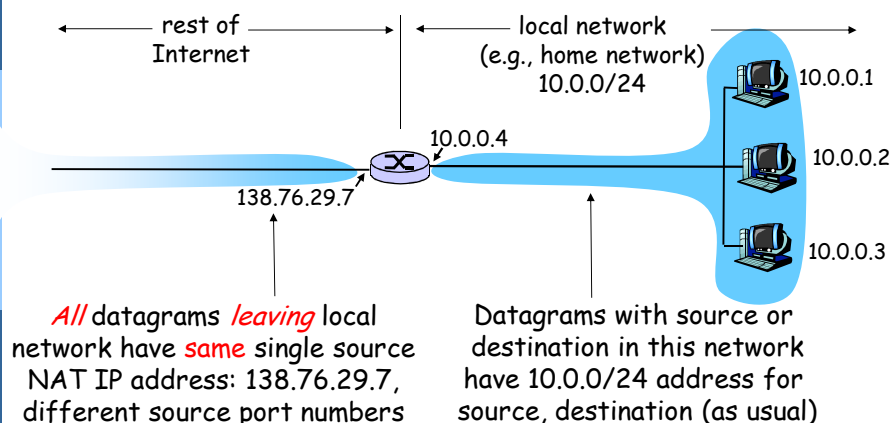 rest of
Internet
local network
(e.g., home network)
10.0.0/24
10.0.0.1
10.0.0.4
10.0.0.2
138.76.29.7
10.0.0.3
All datagrams leaving local
network have same single source
NAT IP address: 138.76.29.7,
different source port numbers
Datagrams with source or
destination in this network
have 10.0.0/24 address for
source, destination (as usual)